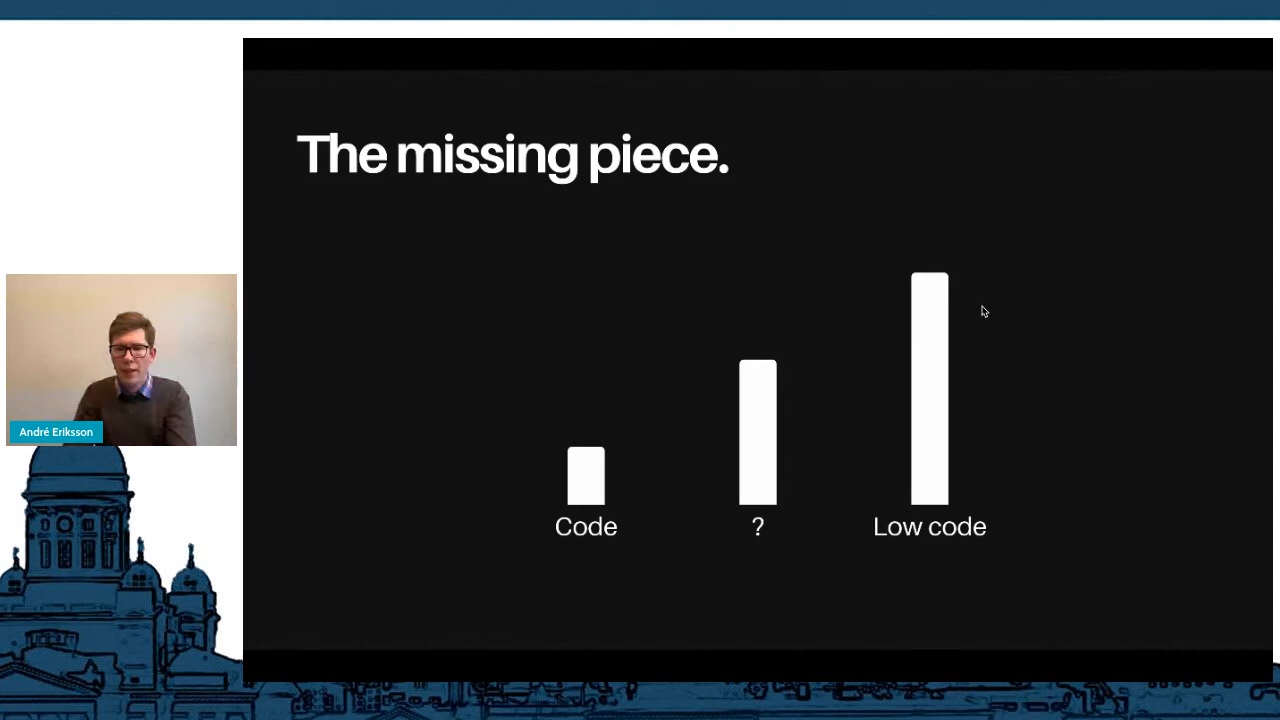 The missing piece.
André Eriksson
Code
?
Low code